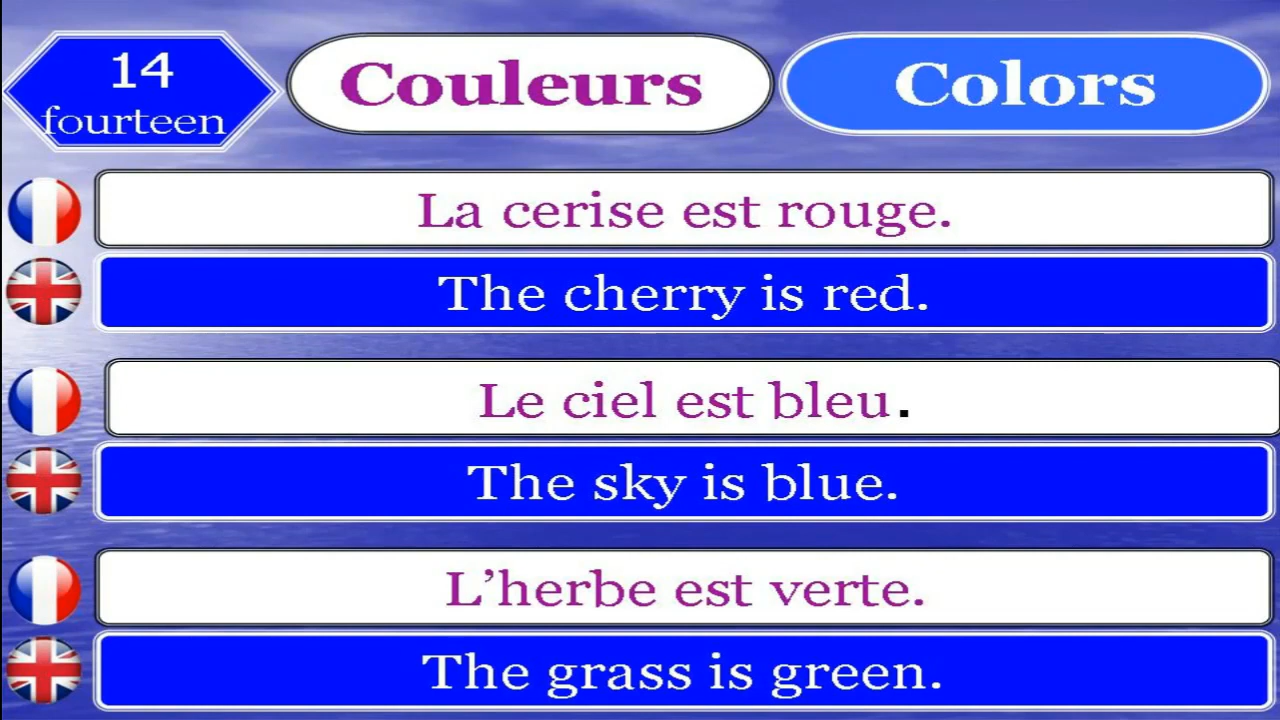 14
fourteen
Couleurs
Colors
La cerise est rouge.
The cherry is red.
Le ciel est bleu.
The sky is blue.
L’herbe est verte.
The grass is green.